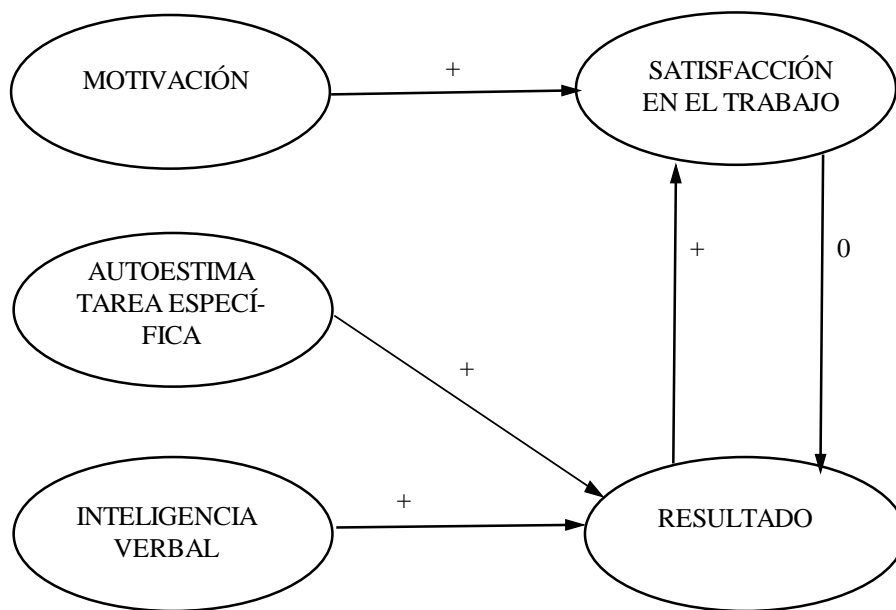 MOTIVACIÓN
+
SATISFACCIÓN
EN EL TRABAJO
AUTOESTIMA
TAREA ESPECÍ-
FICA
+
+
0
INTELIGENCIA
VERBAL
+
RESULTADO